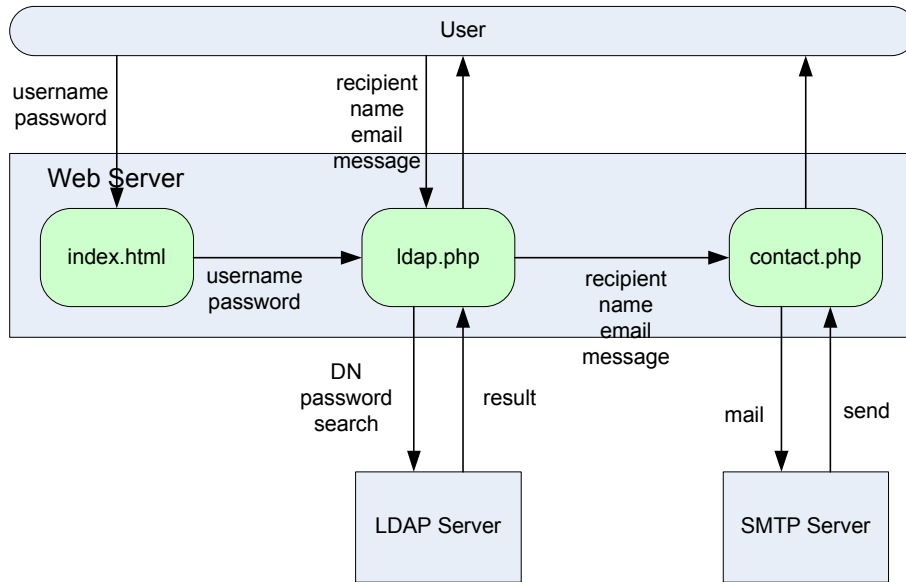 User
username
password
recipient
name
email
message
Web Server
index.html
ldap.php
contact.php
username
password
recipient
name
email
message
DN
password
search
result
mail
send
LDAP Server
SMTP Server